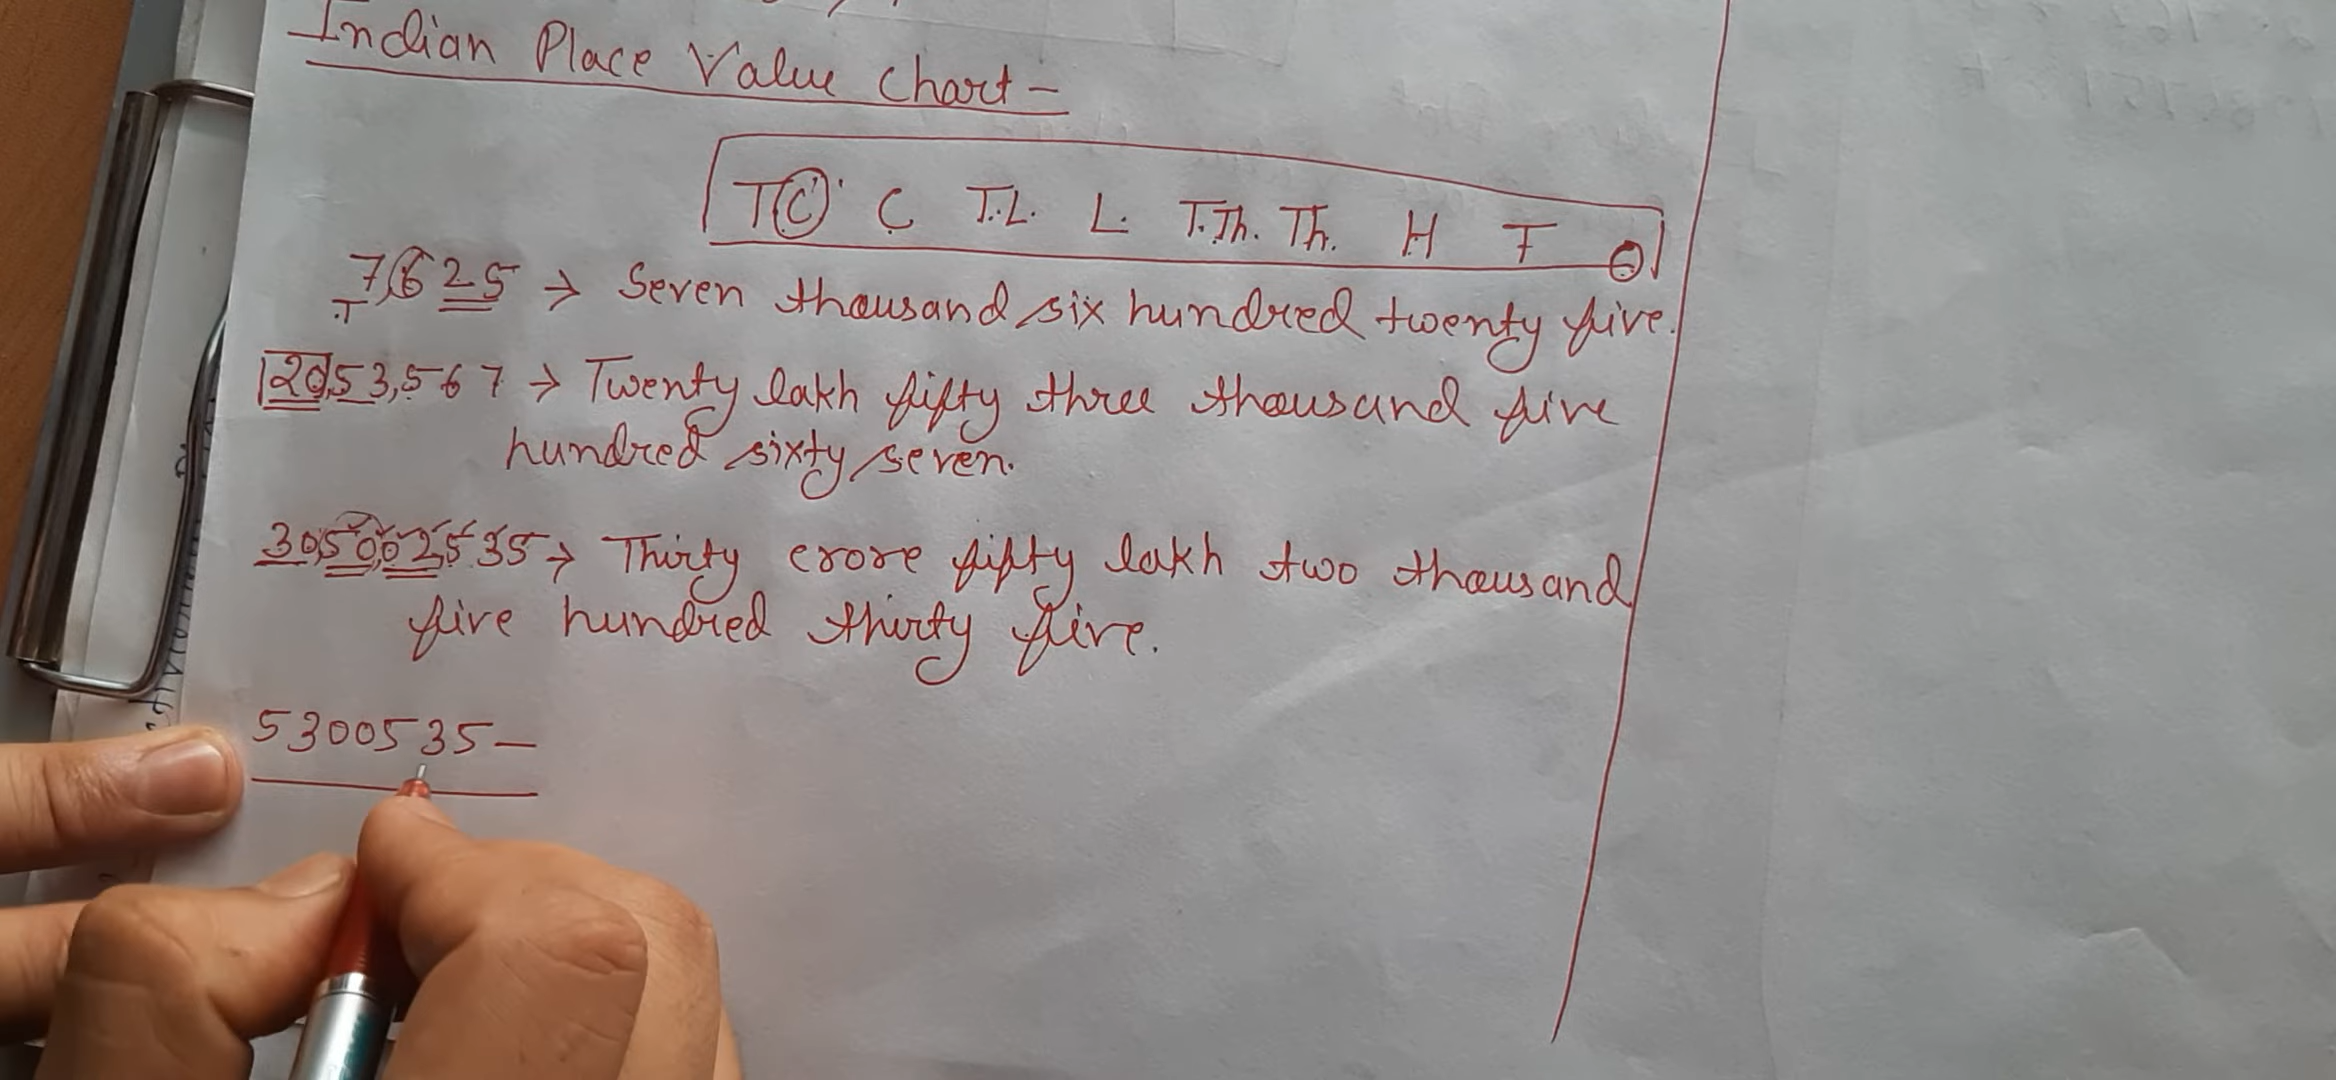 Indian Place Value Chart -
TC C T.L. L. T.Th. Th. H T O
7,625 → Seven thousand six hundred twenty five.
T
20,53,567 → Twenty lakh fifty three thousand five
hundred sixty seven.
30,50,02,535 → Thirty crore fifty lakh two thousand
five hundred thirty five.
5300535 -